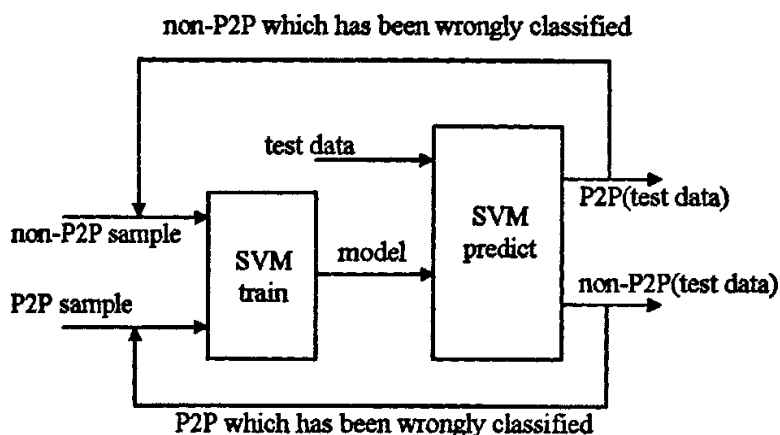 non-P2P which has been wrongly classified
test data
P2P(test data)
non-P2P sample
SVM
train
model
SVM
predict
P2P sample
non-P2P(test data)
P2P which has been wrongly classified